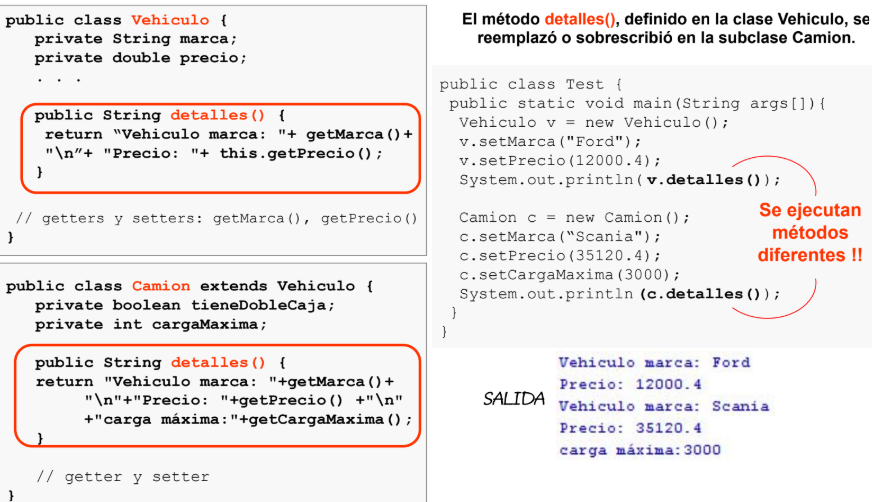 public class Vehiculo {
private String marca;
private double precio;
. . .
public String detalles() {
return “Vehiculo marca: "+ getMarca()+
"\n”+ "Precio: "+ this.getPrecio();
}
// getters y setters: getMarca(), getPrecio()
}
public class Camion extends Vehiculo {
private boolean tieneDobleCaja;
private int cargaMaxima;
public String detalles() {
return "Vehiculo marca: "+getMarca()+
"\n"+"Precio: "+getPrecio() +"\n"
+"carga máxima:"+getCargaMaxima();
}
// getter y setter
}
El método detalles(), definido en la clase Vehiculo, se
reemplazó o sobrescribió en la subclase Camion.
public class Test {
public static void main(String args[]){
Vehiculo v = new Vehiculo();
v.setMarca("Ford");
v.setPrecio(12000.4);
System.out.println(v.detalles());
Camion c = new Camion();
c.setMarca(“Scania");
c.setPrecio(35120.4);
c.setCargaMaxima(3000);
System.out.println(c.detalles());
}
}
Se ejecutan
métodos
diferentes !!
SALIDA
Vehiculo marca: Ford
Precio: 12000.4
Vehiculo marca: Scania
Precio: 35120.4
carga máxima:3000